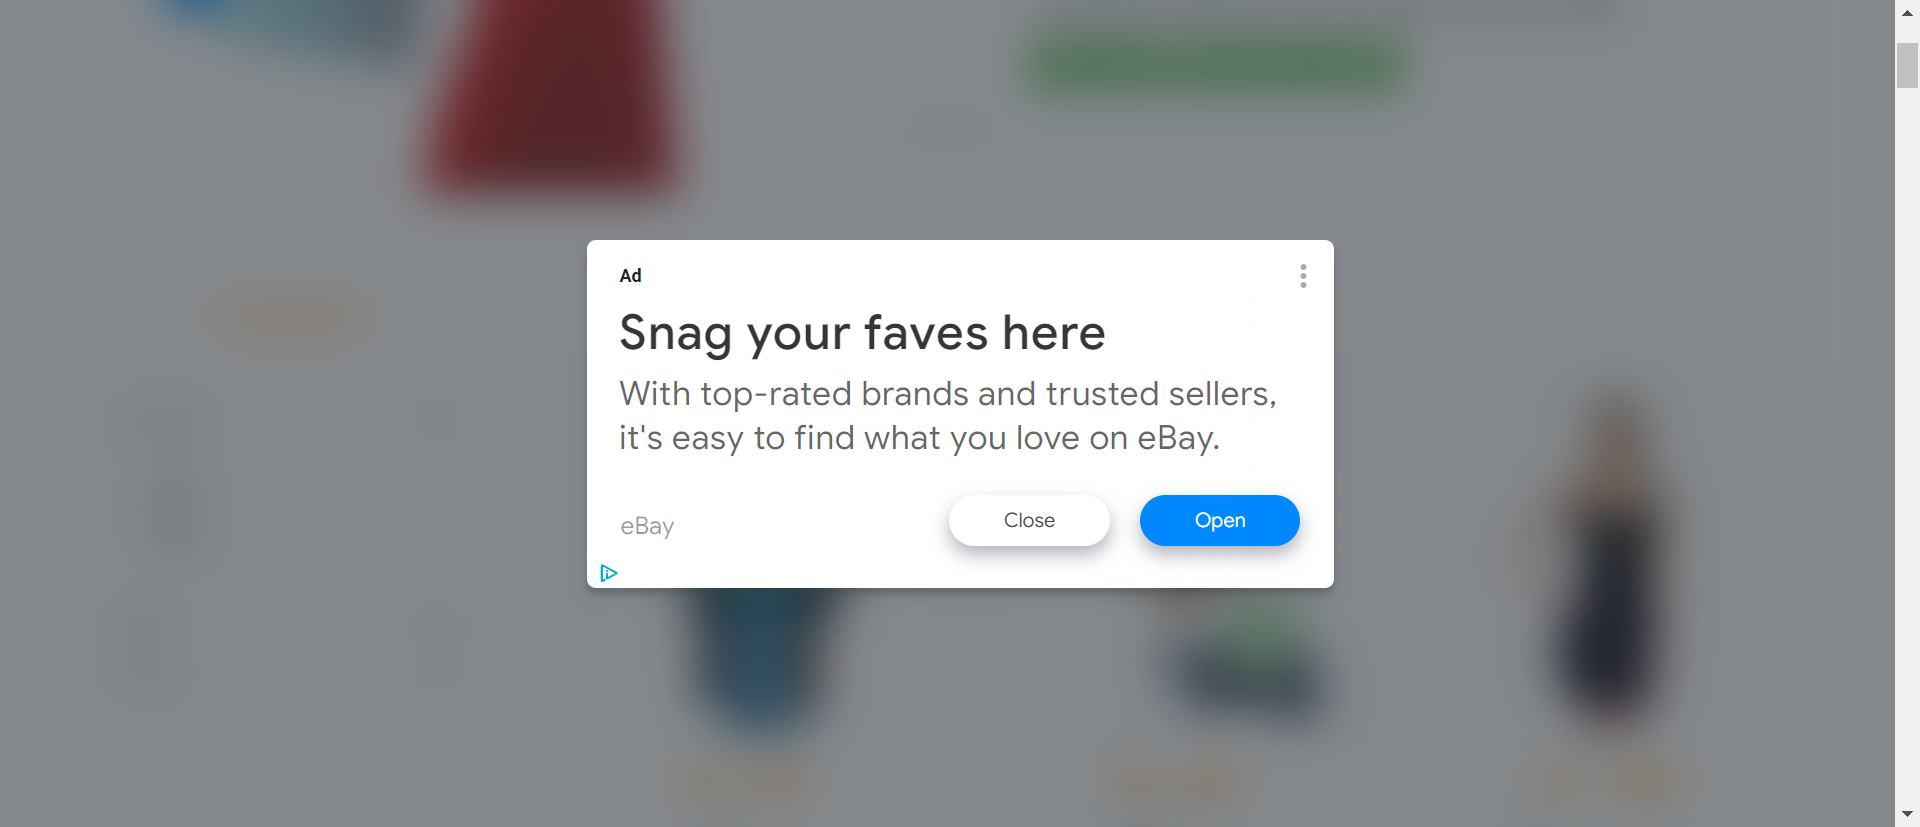 Ad
Snag your faves here
With top-rated brands and trusted sellers,
it's easy to find what you love on eBay.
eBay
Close
Open